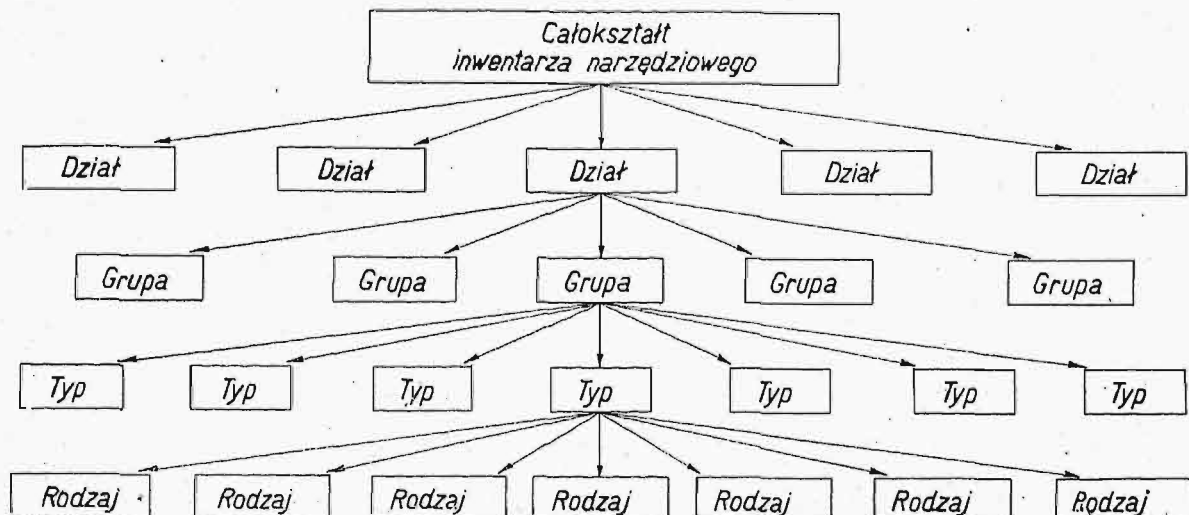 Całokształt
inwentarza narzędziowego
Dział Dział Dział Dział Dział
Grupa Grupa Grupa Grupa Grupa
Typ Typ Typ Typ Typ Typ Typ
Rodzaj Rodzaj Rodzaj Rodzaj Rodzaj Rodzaj Rodzaj